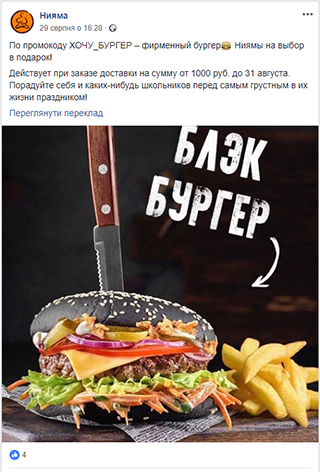 Нияма
29 серпня о 16:28 ·
По промокоду ХОЧУ_БУРГЕР – фирменный бургер🍔 Ниямы на выбор
в подарок!
Действует при заказе доставки на сумму от 1000 руб. до 31 августа.
Порадуйте себя и каких-нибудь школьников перед самым грустным в их
жизни праздником!
Переглянути переклад
БЛЭК
БУРГЕР
4